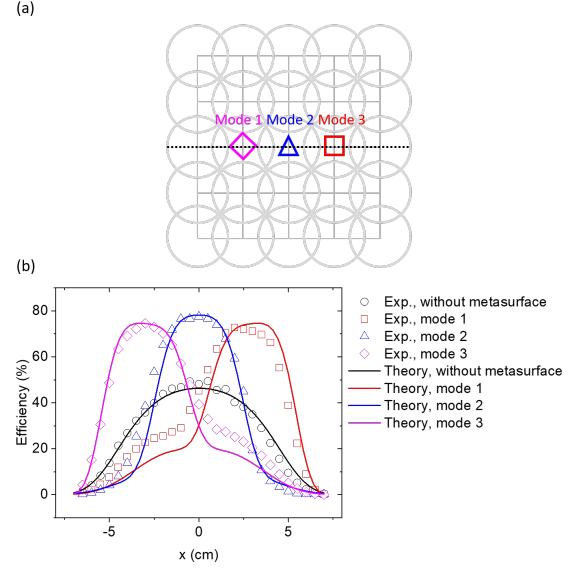 (a)
Mode 1 Mode 2 Mode 3
(b)
Efficiency (%)
80
60
40
20
0
-5 0 5
x (cm)
Exp., without metasurface
Exp., mode 1
Exp., mode 2
Exp., mode 3
Theory, without metasurface
Theory, mode 1
Theory, mode 2
Theory, mode 3